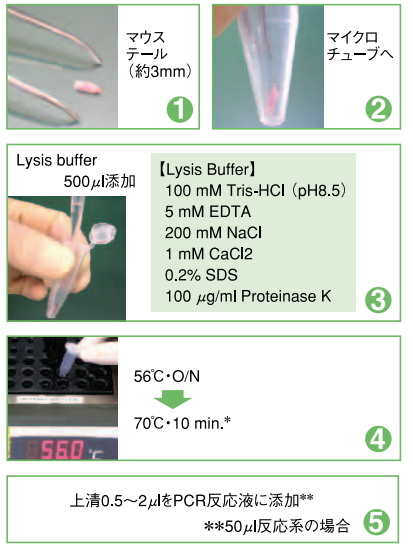 マウス
テール
（約3mm）
1
マイクロ
チューブへ
2
Lysis buffer
500μl添加
【Lysis Buffer】
100 mM Tris-HCl（pH8.5）
5 mM EDTA
200 mM NaCl
1 mM CaCl2
0.2% SDS
100 μg/ml Proteinase K
3
56℃・O/N
70℃・10 min.*
56.0 ℃
4
上清0.5〜2μlをPCR反応液に添加**
**50μl反応系の場合
5